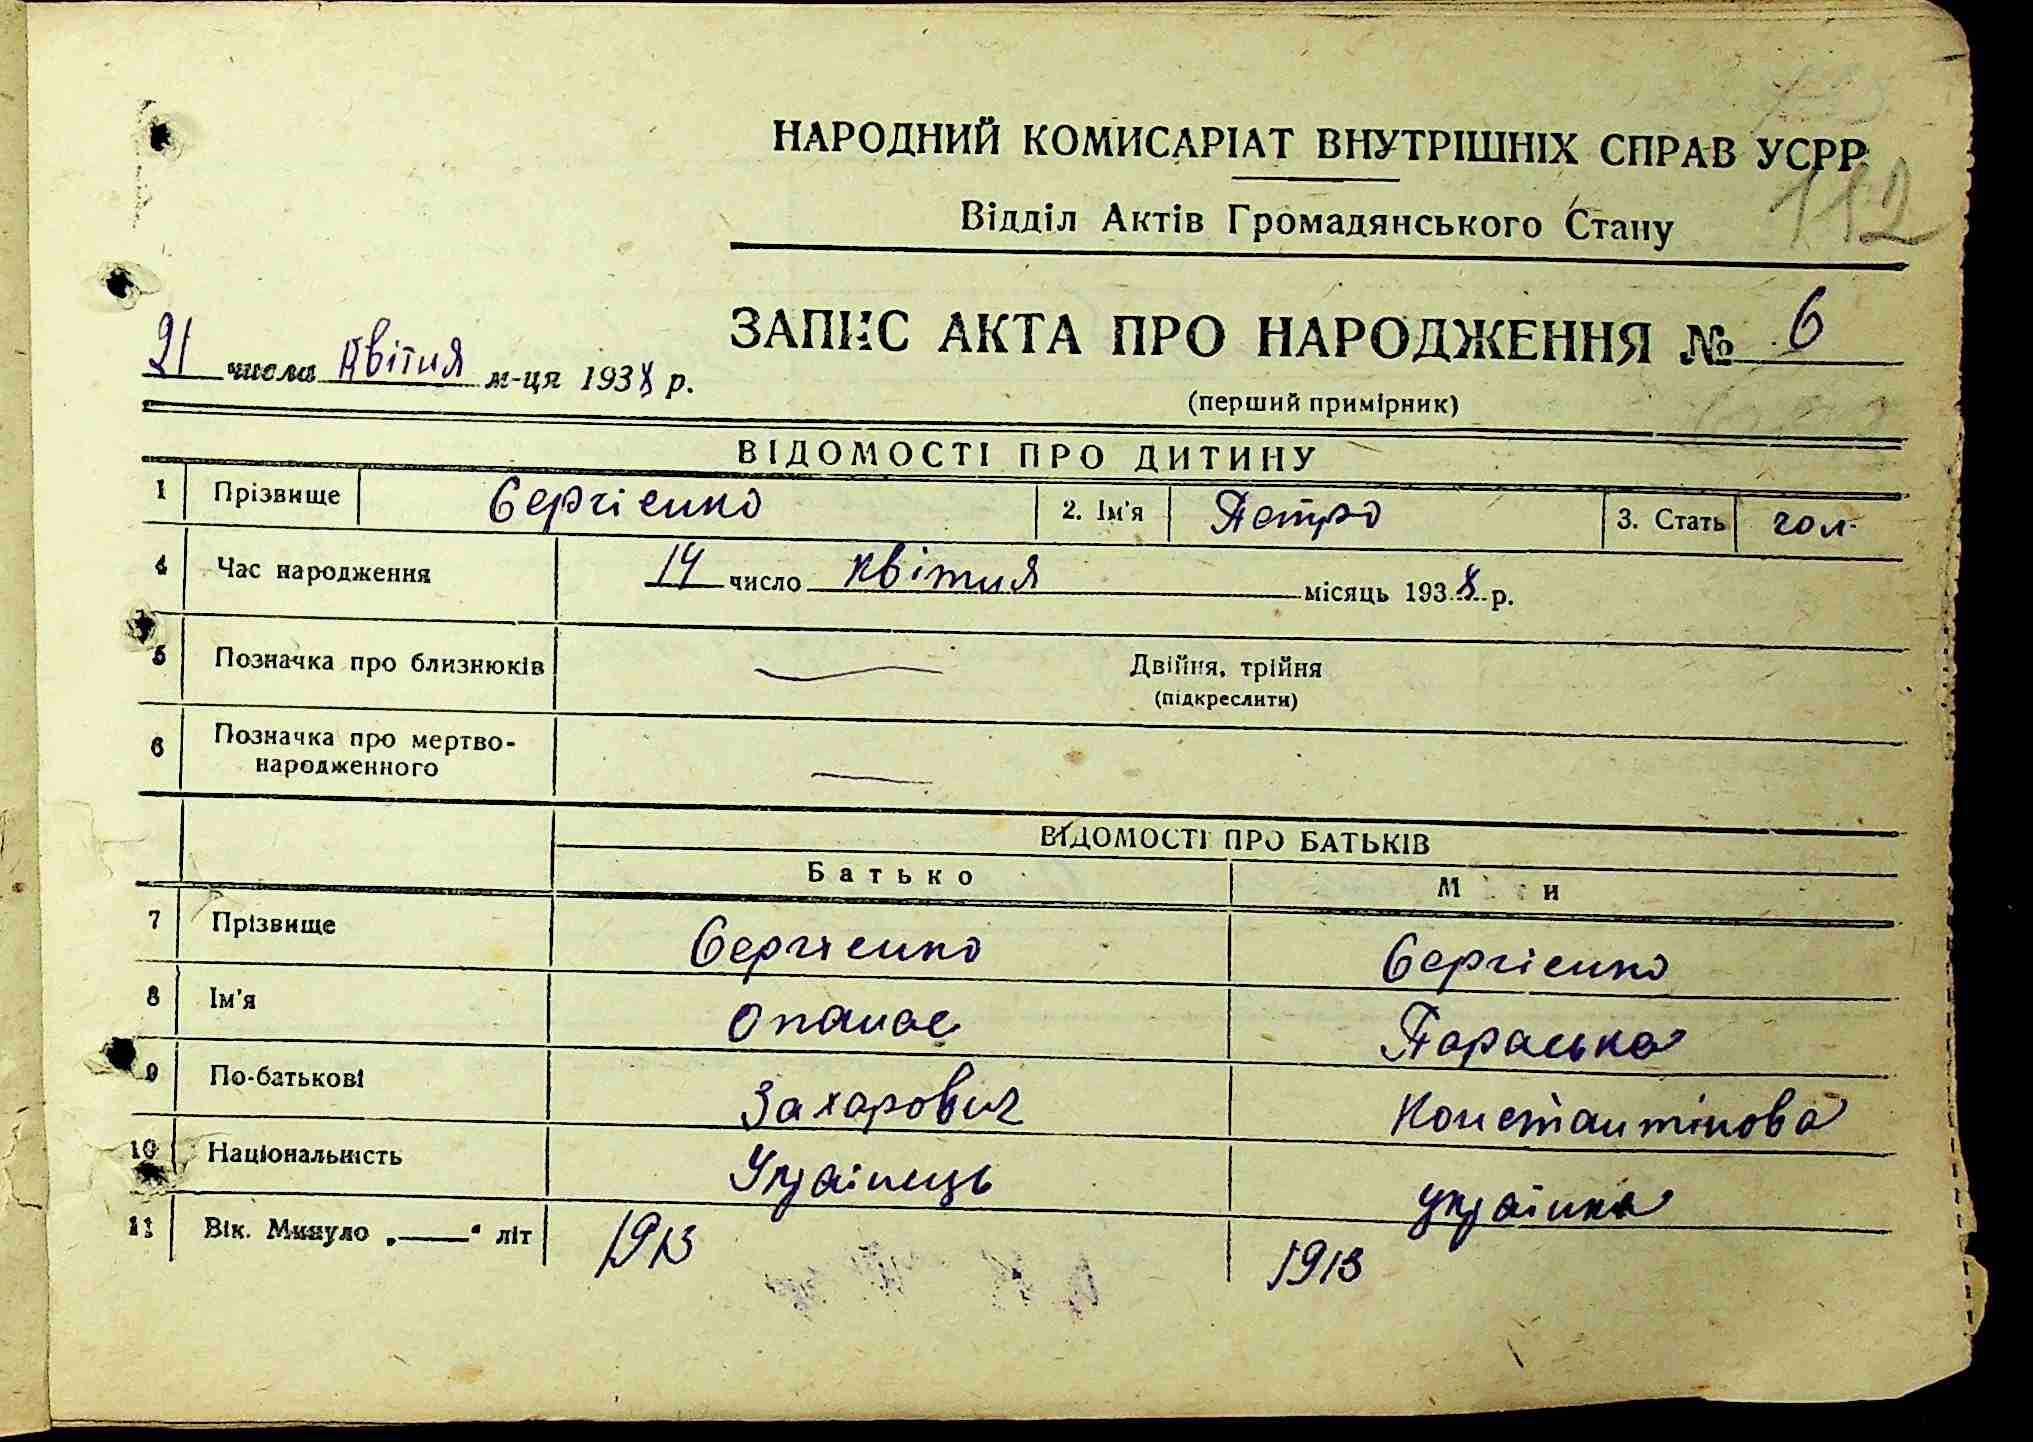 НАРОДНИЙ КОМИСАРІАТ ВНУТРІШНІХ СПРАВ УСРР
112
Відділ Актів Громадянського Стану
ЗАПИС АКТА ПРО НАРОДЖЕННЯ № 6
21 числа Квітня м-ця 1938 р.
(перший примірник)
ВІДОМОСТІ ПРО ДИТИНУ
1 Прізвище Сергієнко 2. Ім'я Петро 3. Стать чол.
4 Час народження 14 число квітня місяць 1938 р.
5 Позначка про близнюків Двійня, трійня
(підкреслити)
6 Позначка про мертво-
народженного
ВІДОМОСТІ ПРО БАТЬКІВ
Батько Мати
7 Прізвище Сергієнко Сергієнко
8 Ім'я Опанас Параська
9 По-батькові Захарович Константінова
10 Національність Українець українка
11 Вік. Минуло „——“ літ 1913 1913